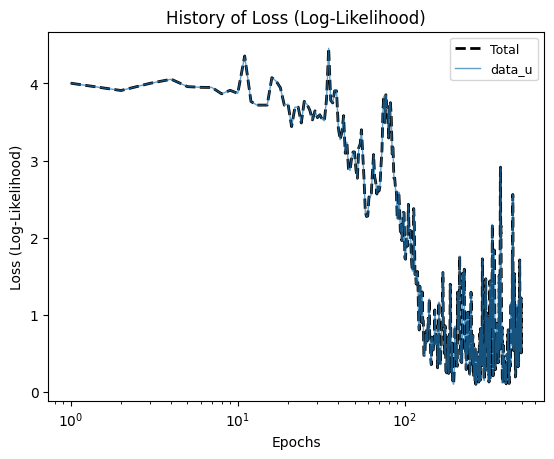 History of Loss (Log-Likelihood)
Total
data_u
Loss (Log-Likelihood)
4
3
2
1
0
10⁰
10¹
10²
Epochs